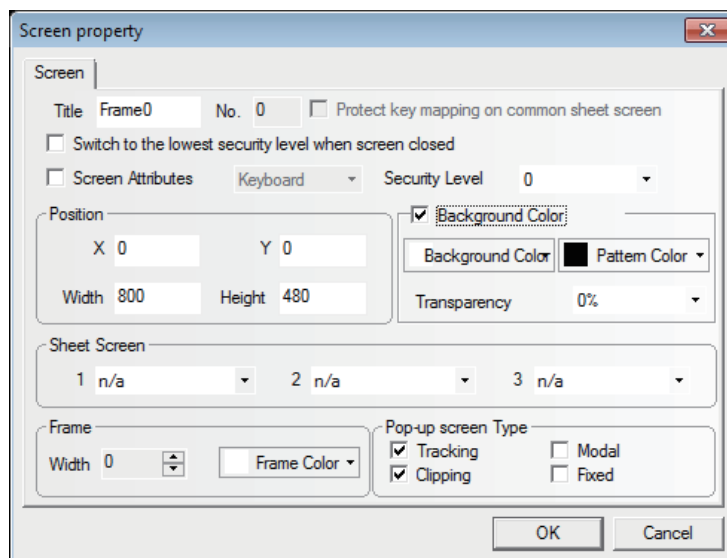 Screen property
Screen
Title Frame0 No. 0 Protect key mapping on common sheet screen
Switch to the lowest security level when screen closed
Screen Attributes Keyboard Security Level 0
Position Background Color
X 0 Y 0 Background Color Pattern Color
Width 800 Height 480 Transparency 0%
Sheet Screen
1 n/a 2 n/a 3 n/a
Frame Pop-up screen Type
Width 0 Frame Color Tracking Modal
Clipping Fixed
OK Cancel